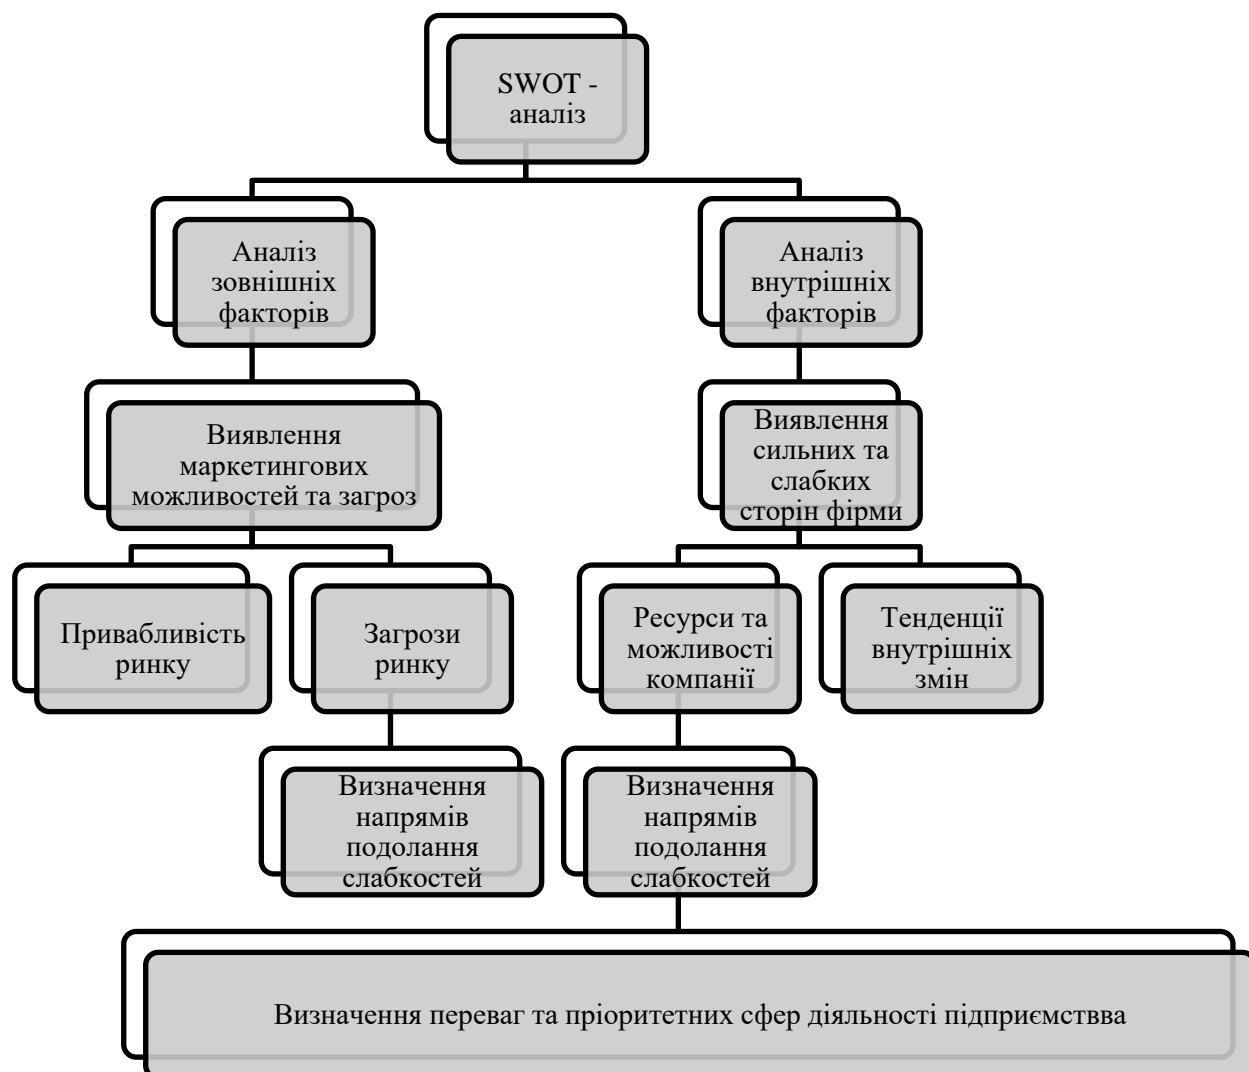 SWOT -
аналіз
Аналіз
зовнішніх
факторів
Аналіз
внутрішніх
факторів
Виявлення
маркетингових
можливостей та загроз
Виявлення
сильних та
слабких
сторін фірми
Привабливість
ринку
Загрози
ринку
Ресурси та
можливості
компанії
Тенденції
внутрішніх
змін
Визначення
напрямів
подолання
слабкостей
Визначення
напрямів
подолання
слабкостей
Визначення переваг та пріоритетних сфер діяльності підприємствва